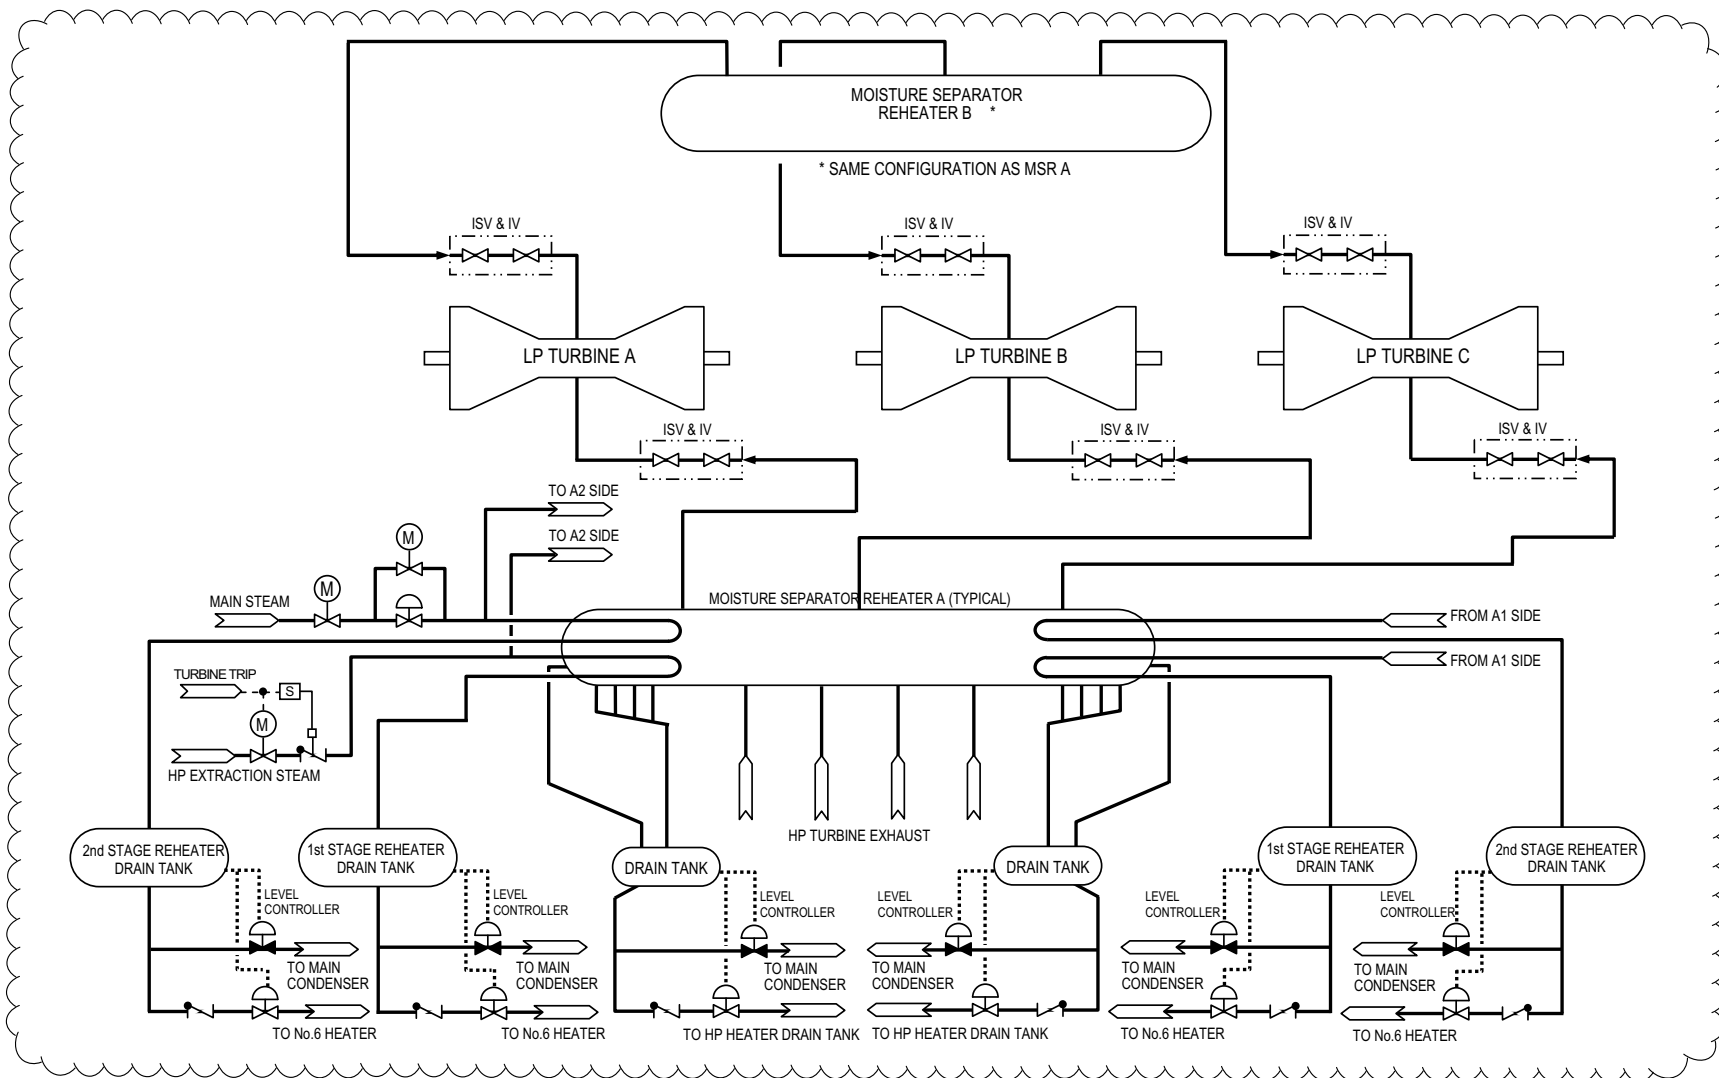 MOISTURE SEPARATOR
REHEATER B *
* SAME CONFIGURATION AS MSR A
ISV & IV
ISV & IV
ISV & IV
LP TURBINE A
LP TURBINE B
LP TURBINE C
ISV & IV
ISV & IV
ISV & IV
TO A2 SIDE
TO A2 SIDE
M
M
MAIN STEAM
MOISTURE SEPARATOR REHEATER A (TYPICAL)
FROM A1 SIDE
FROM A1 SIDE
TURBINE TRIP
S
M
HP EXTRACTION STEAM
HP TURBINE EXHAUST
2nd STAGE REHEATER
DRAIN TANK
1st STAGE REHEATER
DRAIN TANK
DRAIN TANK
DRAIN TANK
1st STAGE REHEATER
DRAIN TANK
2nd STAGE REHEATER
DRAIN TANK
LEVEL
CONTROLLER
LEVEL
CONTROLLER
LEVEL
CONTROLLER
LEVEL
CONTROLLER
LEVEL
CONTROLLER
LEVEL
CONTROLLER
TO MAIN
CONDENSER
TO MAIN
CONDENSER
TO MAIN
CONDENSER
TO MAIN
CONDENSER
TO MAIN
CONDENSER
TO MAIN
CONDENSER
TO No.6 HEATER
TO No.6 HEATER
TO HP HEATER DRAIN TANK
TO HP HEATER DRAIN TANK
TO No.6 HEATER
TO No.6 HEATER